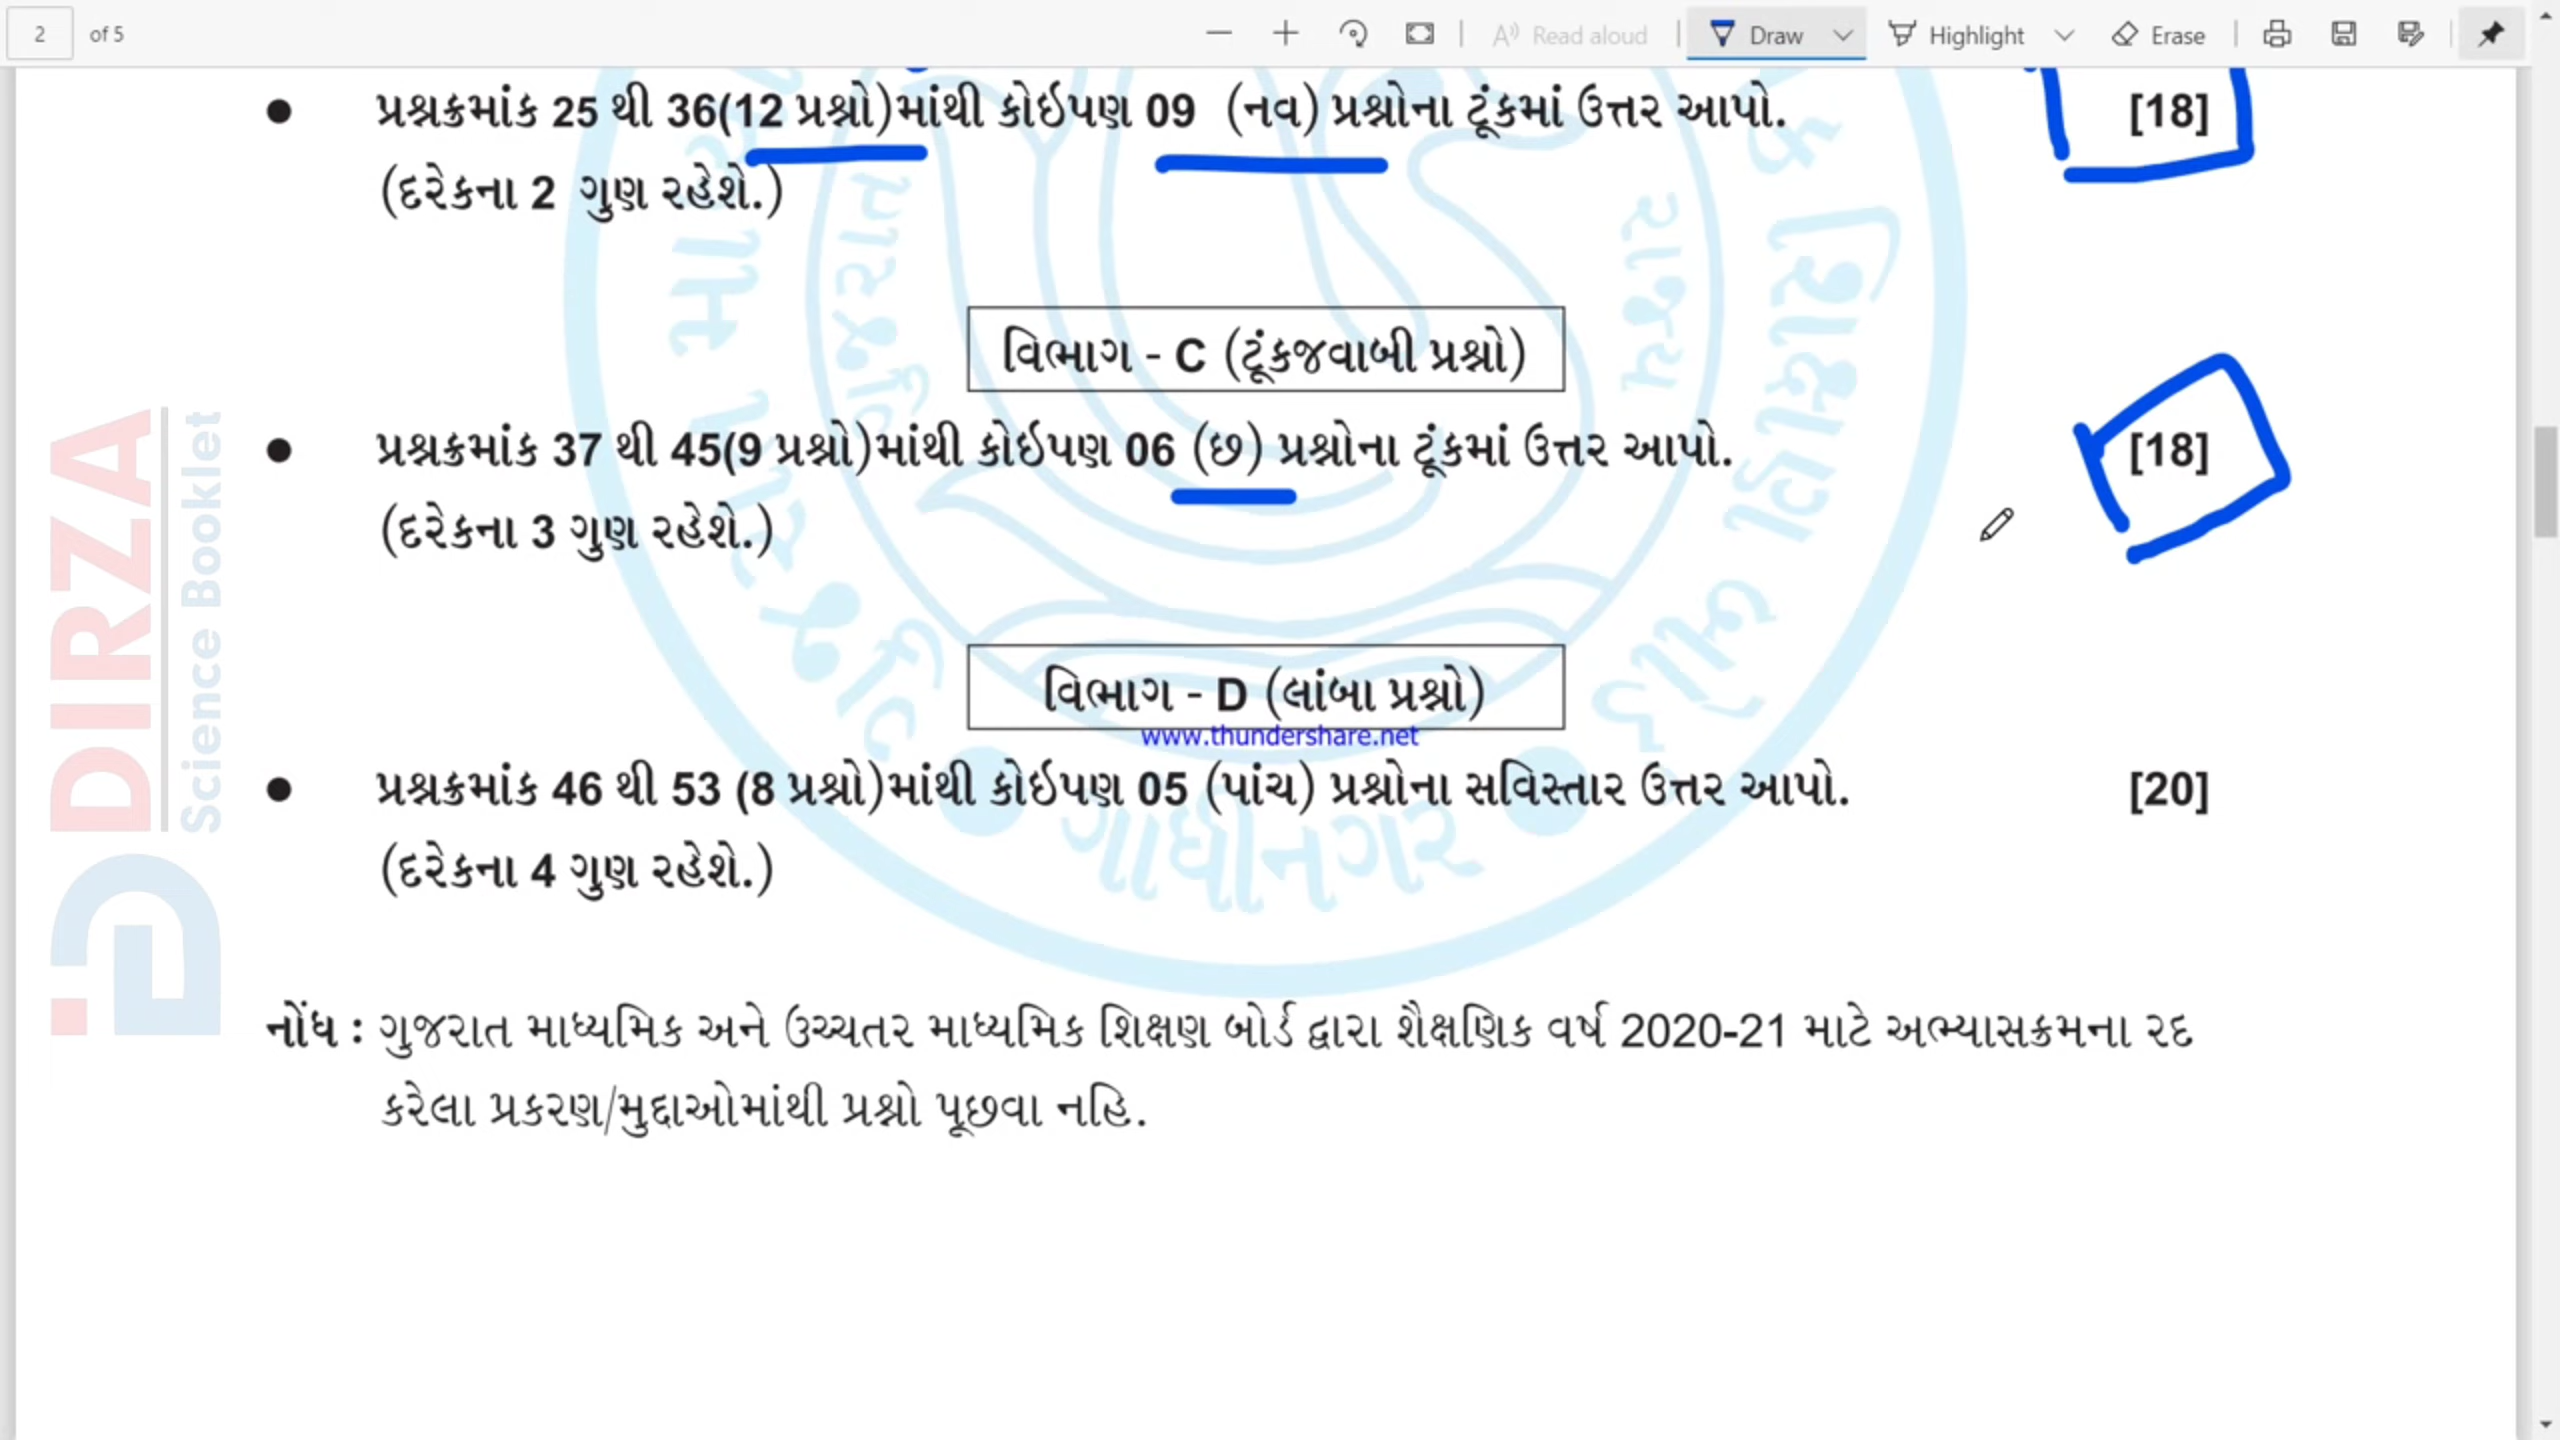 2 of 5 Read aloud Draw Highlight Erase
પ્રશ્નક્રમાંક 25 થી 36(12 પ્રશ્નો)માંથી કોઇપણ 09 (નવ) પ્રશ્નોના ટૂંકમાં ઉત્તર આપો. [18]
(દરેકના 2 ગુણ રહેશે.)
વિભાગ - C (ટૂંકજવાબી પ્રશ્નો)
પ્રશ્નક્રમાંક 37 થી 45(9 પ્રશ્નો)માંથી કોઇપણ 06 (છ) પ્રશ્નોના ટૂંકમાં ઉત્તર આપો. [18]
(દરેકના 3 ગુણ રહેશે.)
વિભાગ - D (લાંબા પ્રશ્નો)
www.thundershare.net
પ્રશ્નક્રમાંક 46 થી 53 (8 પ્રશ્નો)માંથી કોઇપણ 05 (પાંચ) પ્રશ્નોના સવિસ્તાર ઉત્તર આપો. [20]
(દરેકના 4 ગુણ રહેશે.)
નોંધ : ગુજરાત માધ્યમિક અને ઉચ્ચતર માધ્યમિક શિક્ષણ બોર્ડ દ્વારા શૈક્ષણિક વર્ષ 2020-21 માટે અભ્યાસક્રમના રદ
કરેલા પ્રકરણ/મુદ્દાઓમાંથી પ્રશ્નો પૂછવા નહિ.
DIRZA
Science Booklet
ગાંધીનગર